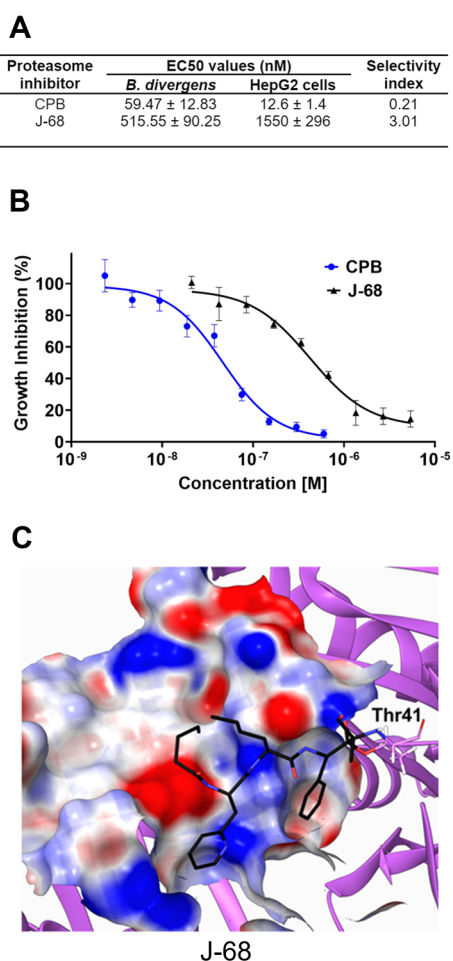 A
Proteasome inhibitor EC50 values (nM) Selectivity index
B. divergens HepG2 cells
CPB 59.47 ± 12.83 12.6 ± 1.4 0.21
J-68 515.55 ± 90.25 1550 ± 296 3.01
B
Growth Inhibition (%)
100
80
60
40
20
0
CPB
J-68
10-9 10-8 10-7 10-6 10-5
Concentration [M]
C
Thr41
J-68